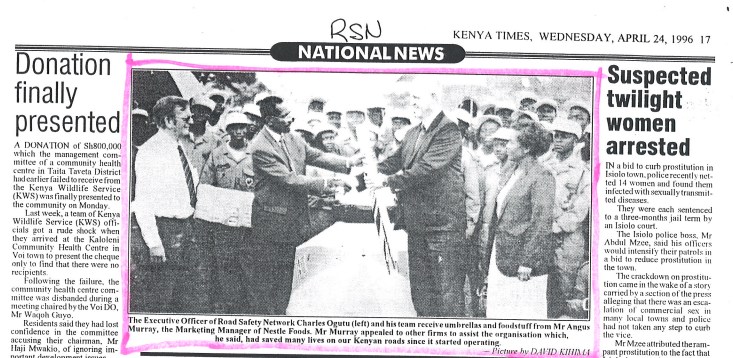 RSN
KENYA TIMES, WEDNESDAY, APRIL 24, 1996 17
NATIONAL NEWS
Donation
finally
presented
A DONATION of Sh800,000
which the management com-
mittee of a community health
centre in Taita Taveta District
had earlier failed to receive from
the Kenya Wildlife Service
(KWS) was finally presented to
the community on Monday.
Last week, a team of Kenya
Wildlife Service (KWS) offi-
cials got a rude shock when
they arrived at the Kaloleni
Community Health Centre in
Voi town to present the cheque
only to find that there were no
recipients.
Following the failure, the
community health centre com-
mittee was disbanded during a
meeting chaired by the Voi DO,
Mr Waqoh Guyo.
Residents said they had lost
confidence in the committee
accusing their chairman, Mr
Haji Mwakio, of ignoring im-
portant development issues
The Executive Officer of Road Safety Network Charles Ogutu (left) and his team receive umbrellas and foodstuff from Mr Angus
Murray, the Marketing Manager of Nestle Foods. Mr Murray appealed to other firms to assist the organisation which,
he said, had saved many lives on our Kenyan roads since it started operating.
— Picture by DAVID KIHIMA
Suspected
twilight
women
arrested
IN a bid to curb prostitution in
Isiolo town, police recently net-
ted 14 women and found them
infected with sexually transmit-
ted diseases.
They were each sentenced
to a three-months jail term by
an Isiolo court.
The Isiolo police boss, Mr
Abdul Mzee, said his officers
would intensify their patrols in
a bid to reduce prostitution in
the town.
The crackdown on prostitu-
tion came in the wake of a story
carried by a section of the press
alleging that there was an esca-
lation of commercial sex in
many local towns and police
had not taken any step to curb
the vice.
Mr Mzee attributed the ram-
pant prostitution to the fact that